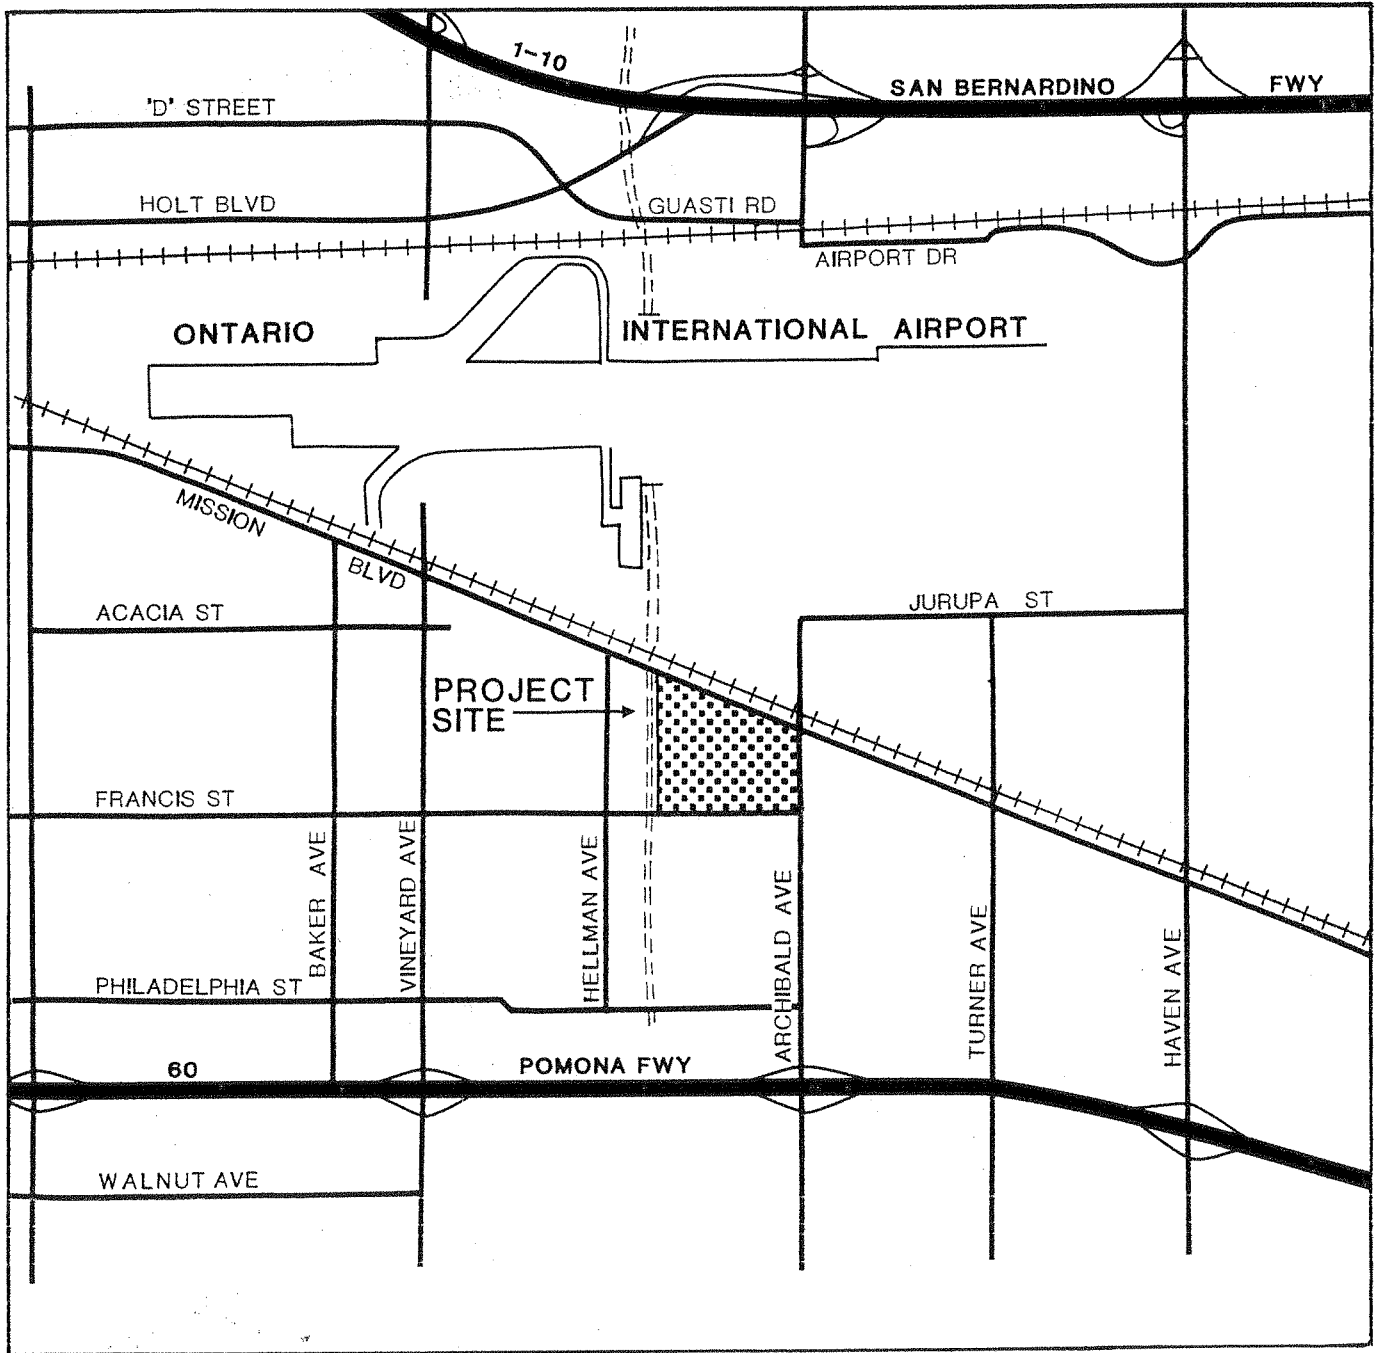 1-10
SAN BERNARDINO FWY
'D' STREET
HOLT BLVD
GUASTI RD
AIRPORT DR
ONTARIO INTERNATIONAL AIRPORT
MISSION BLVD
ACACIA ST
JURUPA ST
PROJECT
SITE
FRANCIS ST
BAKER AVE
VINEYARD AVE
HELLMAN AVE
ARCHIBALD AVE
TURNER AVE
HAVEN AVE
PHILADELPHIA ST
60
POMONA FWY
WALNUT AVE